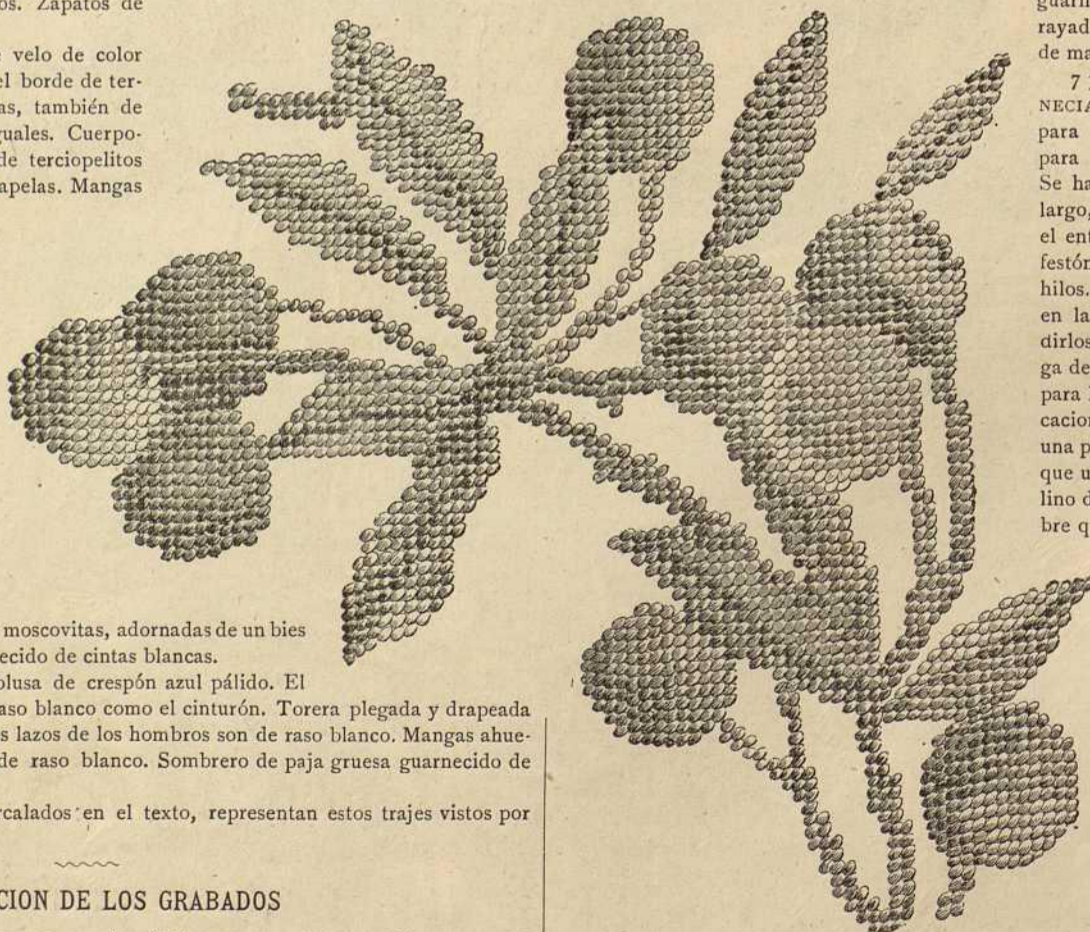 os. Zapatos de
velo de color
el borde de ter-
as, también de
guales. Cuerpo-
de terciopelitos
apelas. Mangas
moscovitas, adornadas de un bies
ecido de cintas blancas.
olusa de crespón azul pálido. El
aso blanco como el cinturón. Torera plegada y drapeada
s lazos de los hombros son de raso blanco. Mangas ahue-
de raso blanco. Sombrero de paja gruesa guarnecido de
rcalados en el texto, representan estos trajes vistos por
CION DE LOS GRABADOS
guarn
rayad
de ma
7
NECIA
para
para
Se ha
largo,
el ent
festón
hilos.
en la
dirlos
ga de
para
cacion
una p
que u
lino d
bre q